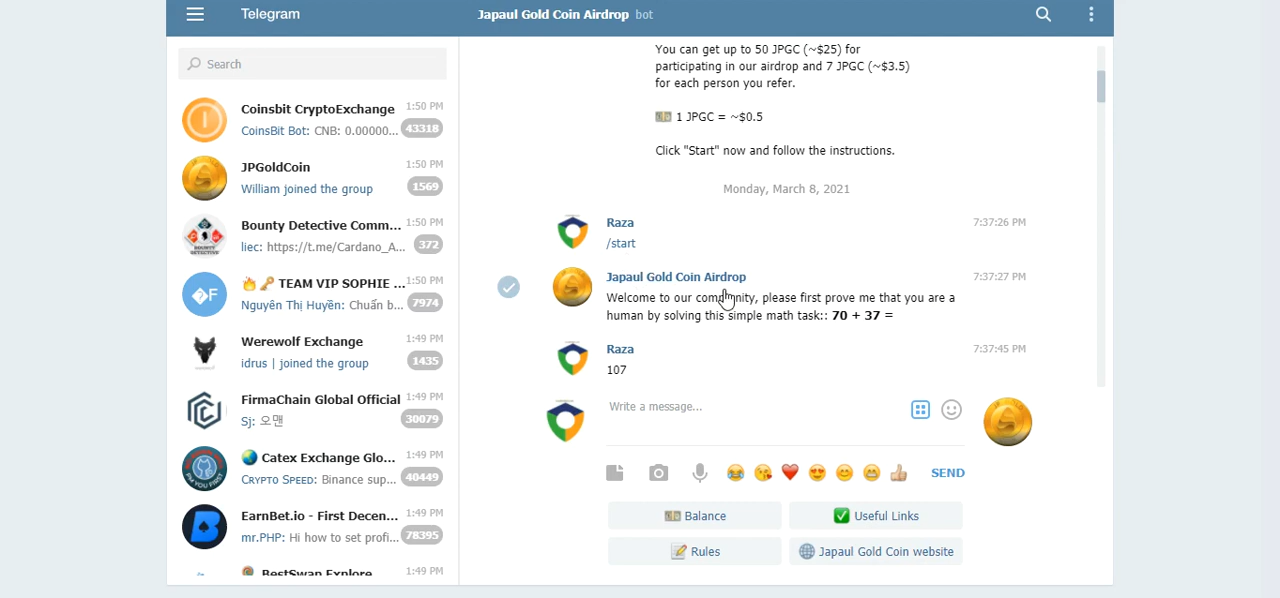 Telegram
Japaul Gold Coin Airdrop bot
Search
Coinsbit CryptoExchange 1:50 PM
CoinsBit Bot: CNB: 0.00000... 43318
JPGoldCoin 1:50 PM
William joined the group 1569
Bounty Detective Comm... 1:50 PM
liec: https://t.me/Cardano_A... 372
🔥 🔑 TEAM VIP SOPHIE ... 1:50 PM
Nguyên Thị Huyền: Chuẩn b... 7974
Werewolf Exchange 1:49 PM
idrus | joined the group 1435
FirmaChain Global Official 1:49 PM
Sj: 오맨 30079
🌏 Catex Exchange Glo... 1:49 PM
Crypto Speed: Binance sup... 40449
EarnBet.io - First Decen... 1:49 PM
mr.PHP: Hi how to set profi... 78395
BestSwap Explore 1:49 PM
You can get up to 50 JPGC (~$25) for
participating in our airdrop and 7 JPGC (~$3.5)
for each person you refer.
💵 1 JPGC = ~$0.5
Click "Start" now and follow the instructions.
Monday, March 8, 2021
Raza 7:37:26 PM
/start
Japaul Gold Coin Airdrop 7:37:27 PM
Welcome to our community, please first prove me that you are a
human by solving this simple math task:: 70 + 37 =
Raza 7:37:45 PM
107
Write a message...
SEND
💵 Balance
✅ Useful Links
📝 Rules
🌐 Japaul Gold Coin website